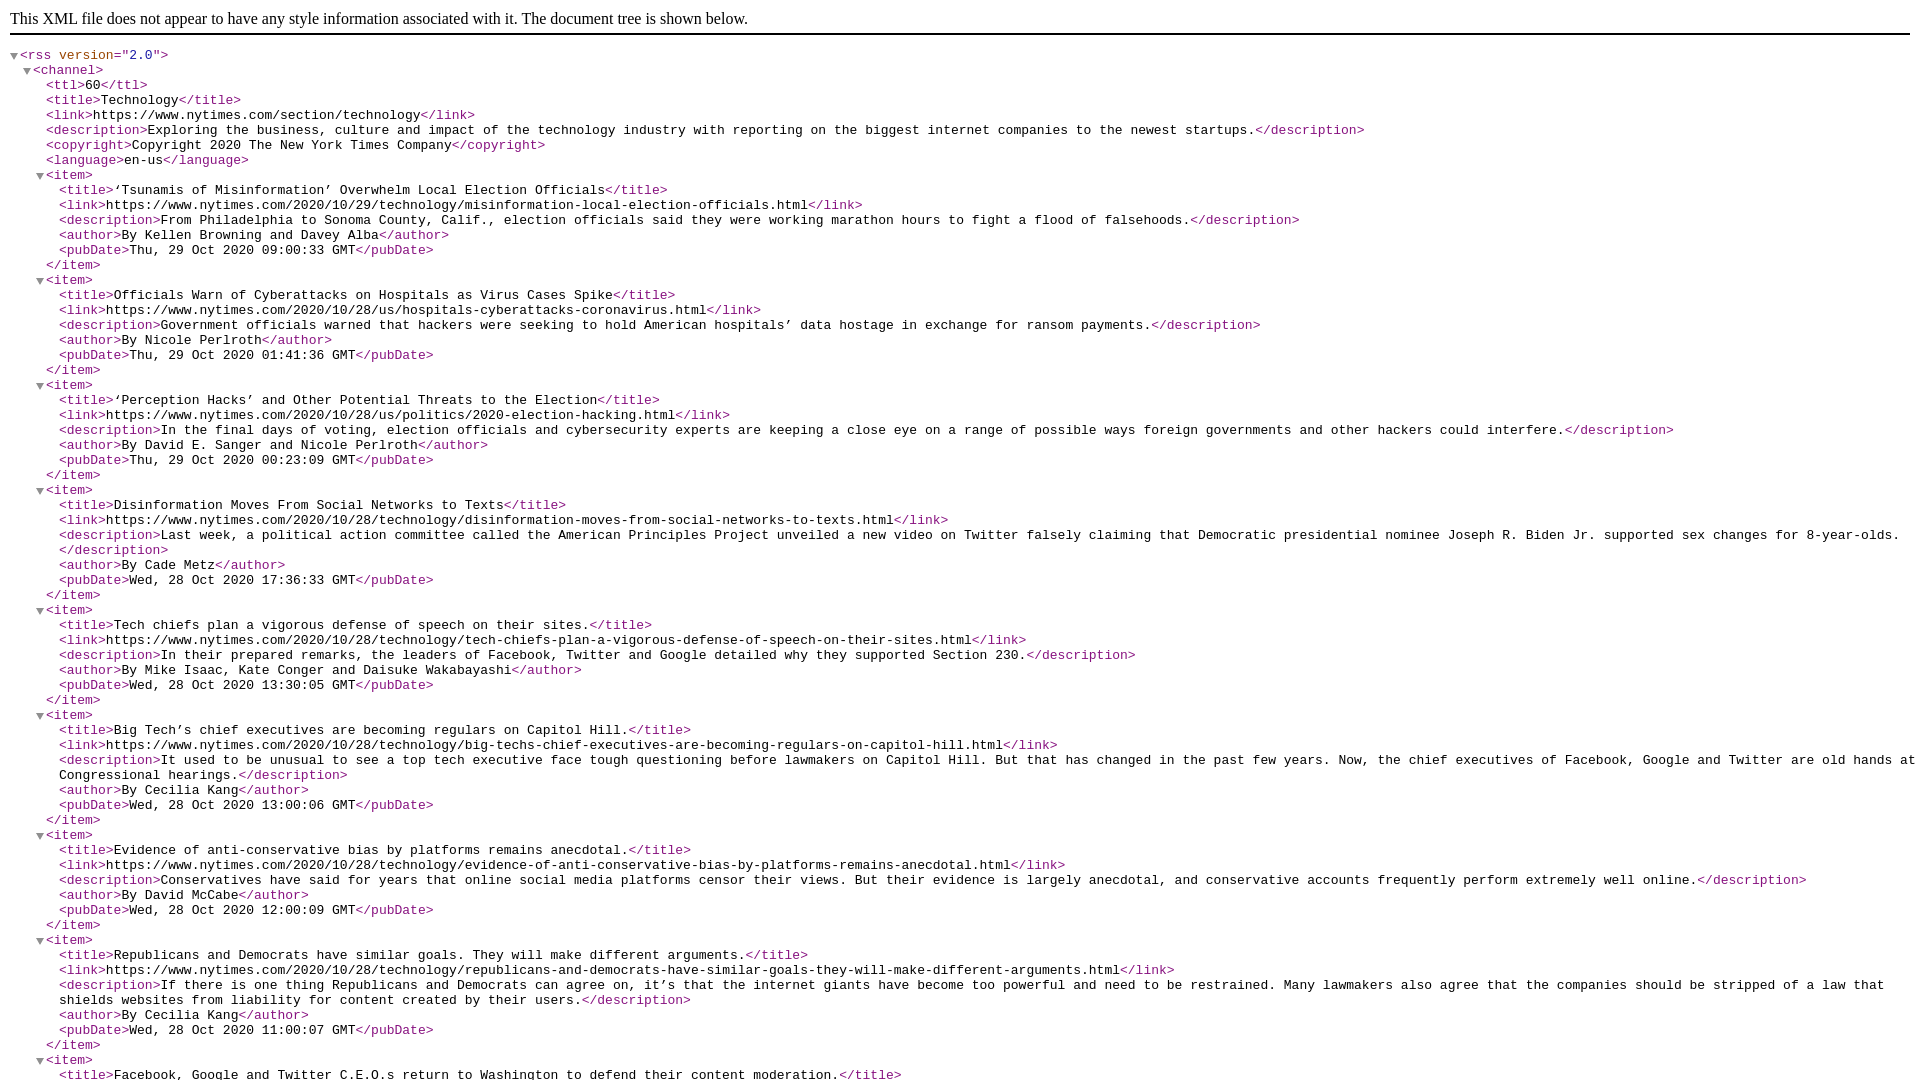 This XML file does not appear to have any style information associated with it. The document tree is shown below.
<rss version="2.0">
<channel>
<ttl>60</ttl>
<title>Technology</title>
<link>https://www.nytimes.com/section/technology</link>
<description>Exploring the business, culture and impact of the technology industry with reporting on the biggest internet companies to the newest startups.</description>
<copyright>Copyright 2020 The New York Times Company</copyright>
<language>en-us</language>
<item>
<title>‘Tsunamis of Misinformation’ Overwhelm Local Election Officials</title>
<link>https://www.nytimes.com/2020/10/29/technology/misinformation-local-election-officials.html</link>
<description>From Philadelphia to Sonoma County, Calif., election officials said they were working marathon hours to fight a flood of falsehoods.</description>
<author>By Kellen Browning and Davey Alba</author>
<pubDate>Thu, 29 Oct 2020 09:00:33 GMT</pubDate>
</item>
<item>
<title>Officials Warn of Cyberattacks on Hospitals as Virus Cases Spike</title>
<link>https://www.nytimes.com/2020/10/28/us/hospitals-cyberattacks-coronavirus.html</link>
<description>Government officials warned that hackers were seeking to hold American hospitals’ data hostage in exchange for ransom payments.</description>
<author>By Nicole Perlroth</author>
<pubDate>Thu, 29 Oct 2020 01:41:36 GMT</pubDate>
</item>
<item>
<title>‘Perception Hacks’ and Other Potential Threats to the Election</title>
<link>https://www.nytimes.com/2020/10/28/us/politics/2020-election-hacking.html</link>
<description>In the final days of voting, election officials and cybersecurity experts are keeping a close eye on a range of possible ways foreign governments and other hackers could interfere.</description>
<author>By David E. Sanger and Nicole Perlroth</author>
<pubDate>Thu, 29 Oct 2020 00:23:09 GMT</pubDate>
</item>
<item>
<title>Disinformation Moves From Social Networks to Texts</title>
<link>https://www.nytimes.com/2020/10/28/technology/disinformation-moves-from-social-networks-to-texts.html</link>
<description>Last week, a political action committee called the American Principles Project unveiled a new video on Twitter falsely claiming that Democratic presidential nominee Joseph R. Biden Jr. supported sex changes for 8-year-olds.
</description>
<author>By Cade Metz</author>
<pubDate>Wed, 28 Oct 2020 17:36:33 GMT</pubDate>
</item>
<item>
<title>Tech chiefs plan a vigorous defense of speech on their sites.</title>
<link>https://www.nytimes.com/2020/10/28/technology/tech-chiefs-plan-a-vigorous-defense-of-speech-on-their-sites.html</link>
<description>In their prepared remarks, the leaders of Facebook, Twitter and Google detailed why they supported Section 230.</description>
<author>By Mike Isaac, Kate Conger and Daisuke Wakabayashi</author>
<pubDate>Wed, 28 Oct 2020 13:30:05 GMT</pubDate>
</item>
<item>
<title>Big Tech’s chief executives are becoming regulars on Capitol Hill.</title>
<link>https://www.nytimes.com/2020/10/28/technology/big-techs-chief-executives-are-becoming-regulars-on-capitol-hill.html</link>
<description>It used to be unusual to see a top tech executive face tough questioning before lawmakers on Capitol Hill. But that has changed in the past few years. Now, the chief executives of Facebook, Google and Twitter are old hands at
Congressional hearings.</description>
<author>By Cecilia Kang</author>
<pubDate>Wed, 28 Oct 2020 13:00:06 GMT</pubDate>
</item>
<item>
<title>Evidence of anti-conservative bias by platforms remains anecdotal.</title>
<link>https://www.nytimes.com/2020/10/28/technology/evidence-of-anti-conservative-bias-by-platforms-remains-anecdotal.html</link>
<description>Conservatives have said for years that online social media platforms censor their views. But their evidence is largely anecdotal, and conservative accounts frequently perform extremely well online.</description>
<author>By David McCabe</author>
<pubDate>Wed, 28 Oct 2020 12:00:09 GMT</pubDate>
</item>
<item>
<title>Republicans and Democrats have similar goals. They will make different arguments.</title>
<link>https://www.nytimes.com/2020/10/28/technology/republicans-and-democrats-have-similar-goals-they-will-make-different-arguments.html</link>
<description>If there is one thing Republicans and Democrats can agree on, it’s that the internet giants have become too powerful and need to be restrained. Many lawmakers also agree that the companies should be stripped of a law that
shields websites from liability for content created by their users.</description>
<author>By Cecilia Kang</author>
<pubDate>Wed, 28 Oct 2020 11:00:07 GMT</pubDate>
</item>
<item>
<title>Facebook, Google and Twitter C.E.O.s return to Washington to defend their content moderation.</title>